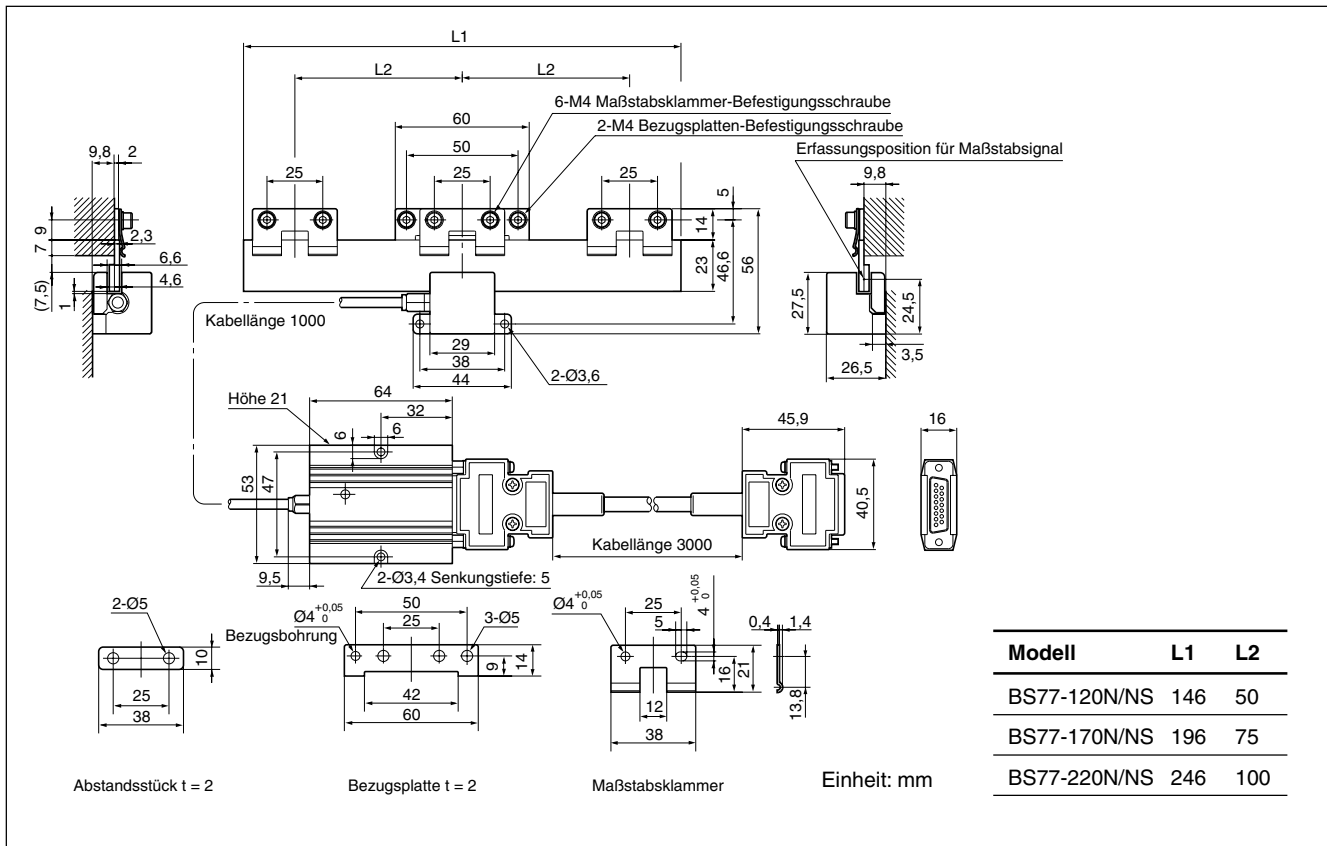 L1
L2
L2
6-M4 Maßstabsklammer-Befestigungsschraube
60
2-M4 Bezugsplatten-Befestigungsschraube
50
Erfassungsposition für Maßstabsignal
9,8
2
9,8
25
25
25
5
14
9
7
2,3
6,6
4,6
(7,5)
1
23
46,6
56
27,5
24,5
3,5
26,5
Kabellänge 1000
29
38
44
2-Ø3,6
64
Höhe 21
32
6
6
45,9
16
53
47
40,5
Kabellänge 3000
9,5
2-Ø3,4 Senkungstiefe: 5
2-Ø5
10
25
38
Abstandsstück t = 2
Ø4 +0,05 0
Bezugsbohrung
50
25
3-Ø5
9
14
42
60
Bezugsplatte t = 2
Ø4 +0,05 0
25
5
4 +0,05 0
16
21
12
38
Maßstabsklammer
0,4
1,4
13,8
Einheit: mm
Modell L1 L2
BS77-120N/NS 146 50
BS77-170N/NS 196 75
BS77-220N/NS 246 100